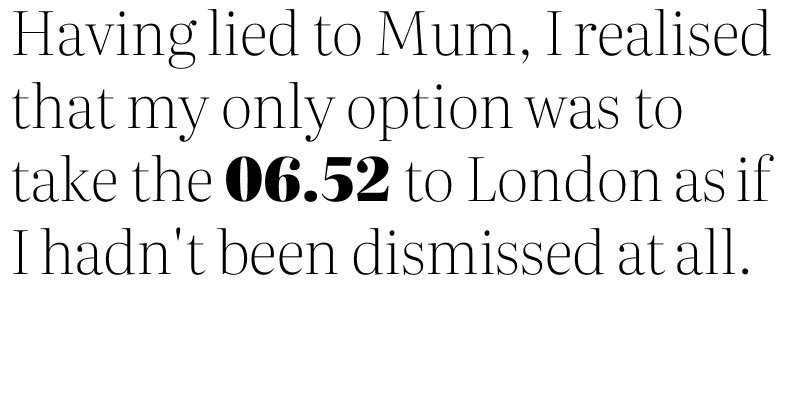 Having lied to Mum, I realised
that my only option was to
take the 06.52 to London as if
I hadn't been dismissed at all.